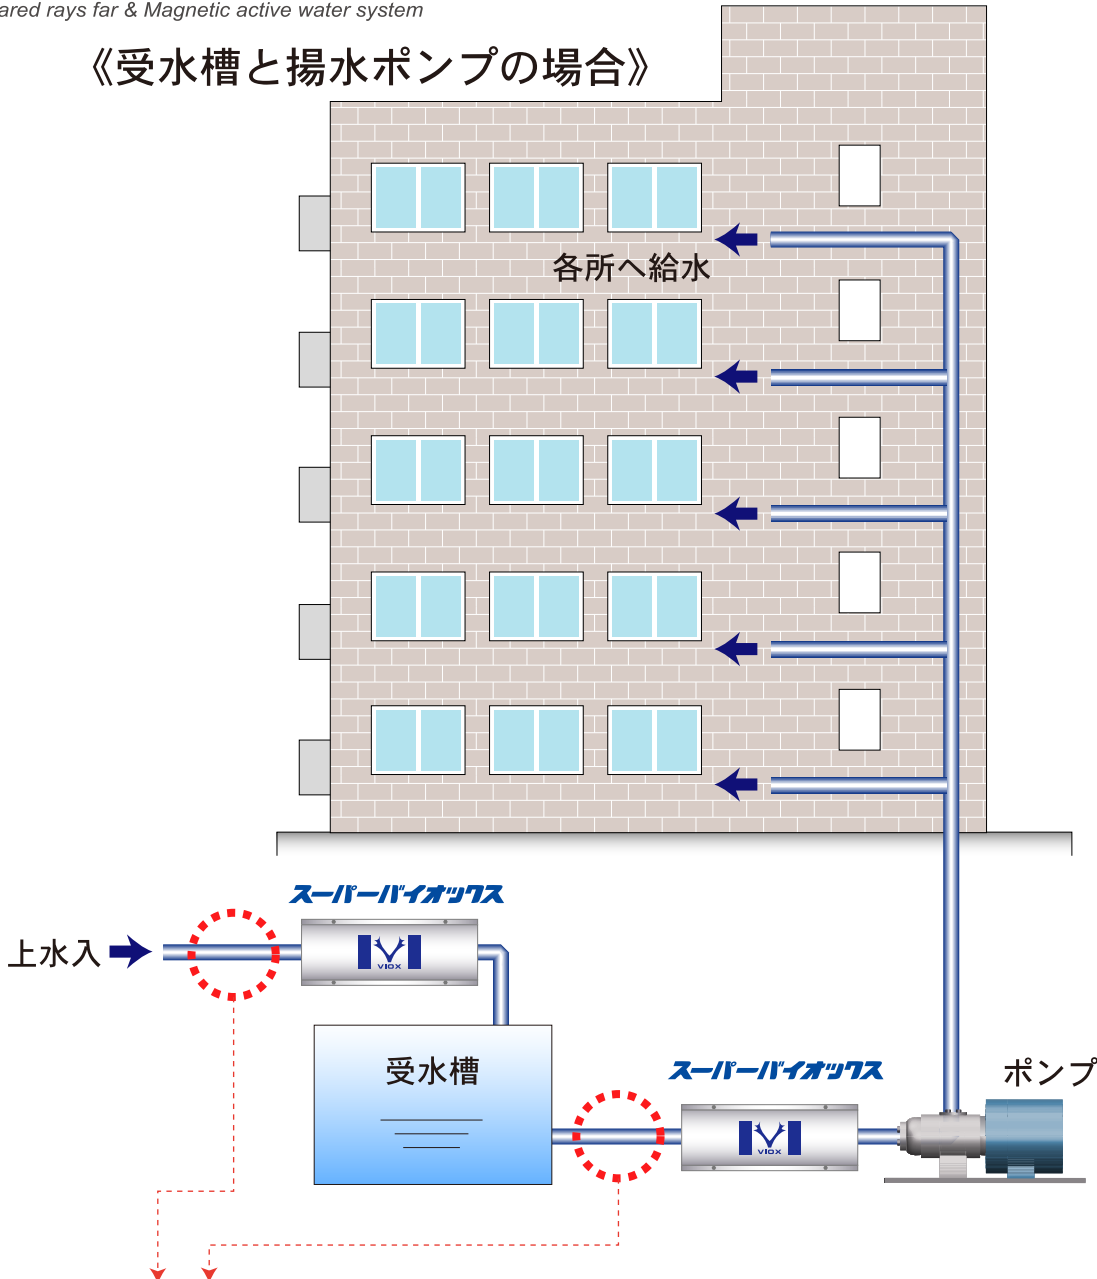 ared rays far & Magnetic active water system
《受水槽と揚水ポンプの場合》
各所へ給水
スーパーバイオックス
上水入
VIOX
受水槽
スーパーバイオックス
ポンプ
VIOX